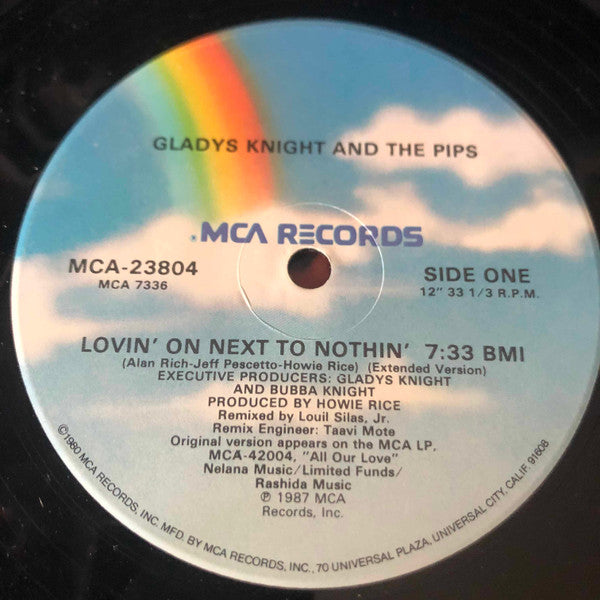 GLADYS KNIGHT AND THE PIPS
MCA RECORDS
MCA-23804
MCA 7336
SIDE ONE
12" 33 1/3 R.P.M.
LOVIN' ON NEXT TO NOTHIN' 7:33 BMI
(Alan Rich-Jeff Pescetto-Howie Rice) (Extended Version)
EXECUTIVE PRODUCERS: GLADYS KNIGHT
AND BUBBA KNIGHT
PRODUCED BY HOWIE RICE
Remixed by Louil Silas, Jr.
Remix Engineer: Taavi Mote
Original version appears on the MCA LP.
MCA-42004, "All Our Love"
Nelana Music/Limited Funds/
Rashida Music
℗ 1987 MCA
Records, Inc.
©1980 MCA RECORDS, INC. MFD. BY MCA RECORDS, INC., 70 UNIVERSAL PLAZA, UNIVERSAL CITY, CALIF. 91608